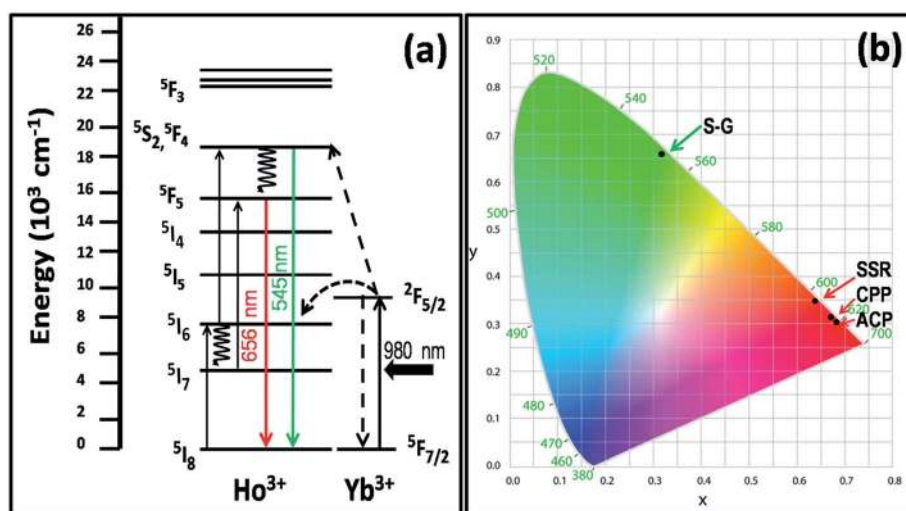 (a)
Energy (10³ cm⁻¹)
26
24
22
20
18
16
14
12
10
8
6
4
2
0
⁵F₃
⁵S₂, ⁵F₄
⁵F₅
⁵I₄
⁵I₅
⁵I₆
⁵I₇
⁵I₈
656 nm
545 nm
²F₅/₂
980 nm
⁵F₇/₂
Ho³⁺
Yb³⁺
(b)
y
0.9
0.8
0.7
0.6
0.5
0.4
0.3
0.2
0.1
0.0
0.0 0.1 0.2 0.3 0.4 0.5 0.6 0.7 0.8
x
520
540
560
580
600
620
700
500
490
480
470
460
380
S-G
SSR
CPP
ACP